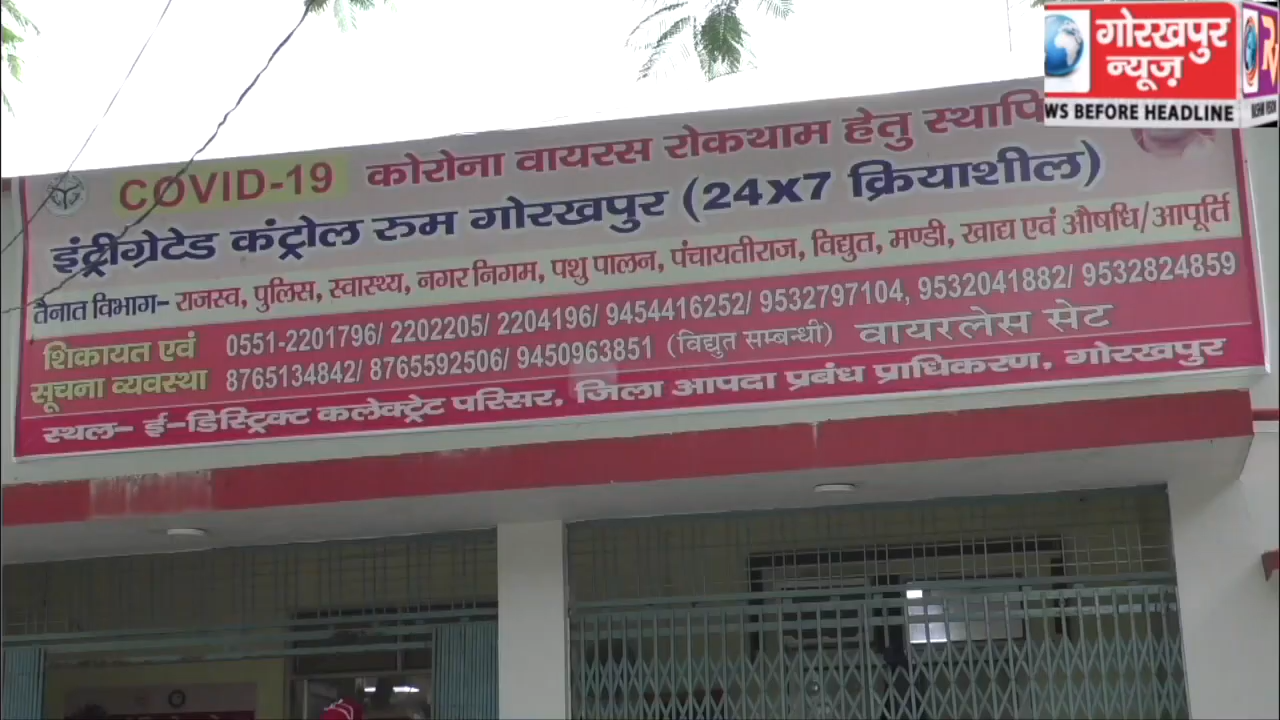 गोरखपुर
न्यूज़
WS BEFORE HEADLINE
COVID-19 कोरोना वायरस रोकथाम हेतु स्थापि
इंट्रीग्रेटेड कंट्रोल रुम गोरखपुर (24x7 क्रियाशील)
तैनात विभाग- राजस्व, पुलिस, स्वास्थ्य, नगर निगम, पशु पालन, पंचायतीराज, विद्युत, मण्डी, खाद्य एवं औषधि/आपूर्ति
शिकायत एवं 0551-2201796/ 2202205/ 2204196/ 9454416252/ 9532797104, 9532041882/ 9532824859
सूचना व्यवस्था 8765134842/ 8765592506/ 9450963851 (विद्युत सम्बन्धी) वायरलेस सेट
स्थल- ई-डिस्ट्रिक्ट कलेक्ट्रेट परिसर, जिला आपदा प्रबंध प्राधिकरण, गोरखपुर